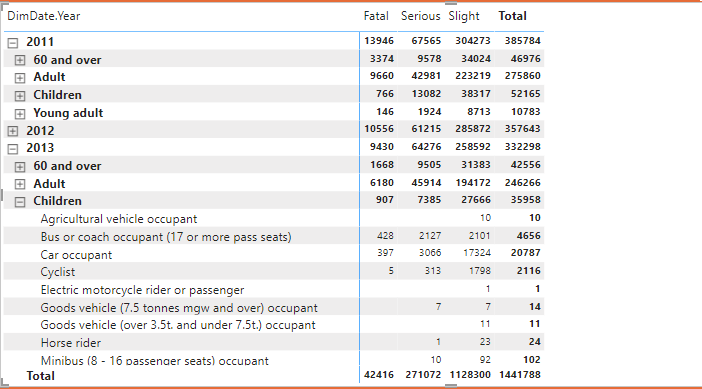 DimDate.Year Fatal Serious Slight Total
2011 13946 67565 304273 385784
60 and over 3374 9578 34024 46976
Adult 9660 42981 223219 275860
Children 766 13082 38317 52165
Young adult 146 1924 8713 10783
2012 10556 61215 285872 357643
2013 9430 64276 258592 332298
60 and over 1668 9505 31383 42556
Adult 6180 45914 194172 246266
Children 907 7385 27666 35958
Agricultural vehicle occupant 10 10
Bus or coach occupant (17 or more pass seats) 428 2127 2101 4656
Car occupant 397 3066 17324 20787
Cyclist 5 313 1798 2116
Electric motorcycle rider or passenger 1 1
Goods vehicle (7.5 tonnes mgw and over) occupant 7 7 14
Goods vehicle (over 3.5t. and under 7.5t.) occupant 11 11
Horse rider 1 23 24
Minibus (8 - 16 passenger seats) occupant 10 92 102
Total 42416 271072 1128300 1441788